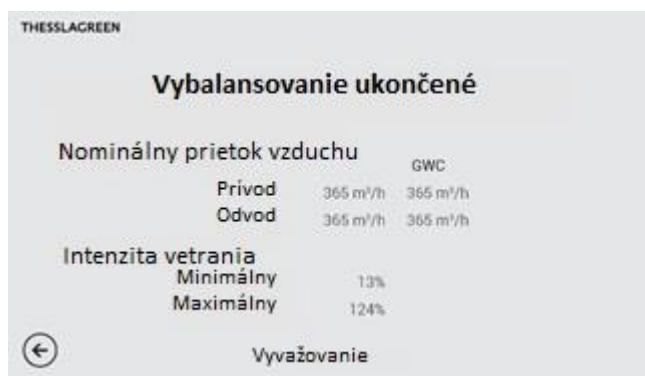 THESSLAGREEN
Vybalansovanie ukončené
Nominálny prietok vzduchu
GWC
Prívod 365 m³/h 365 m³/h
Odvod 365 m³/h 365 m³/h
Intenzita vetrania
Minimálny 13%
Maximálny 124%
Vyvažovanie